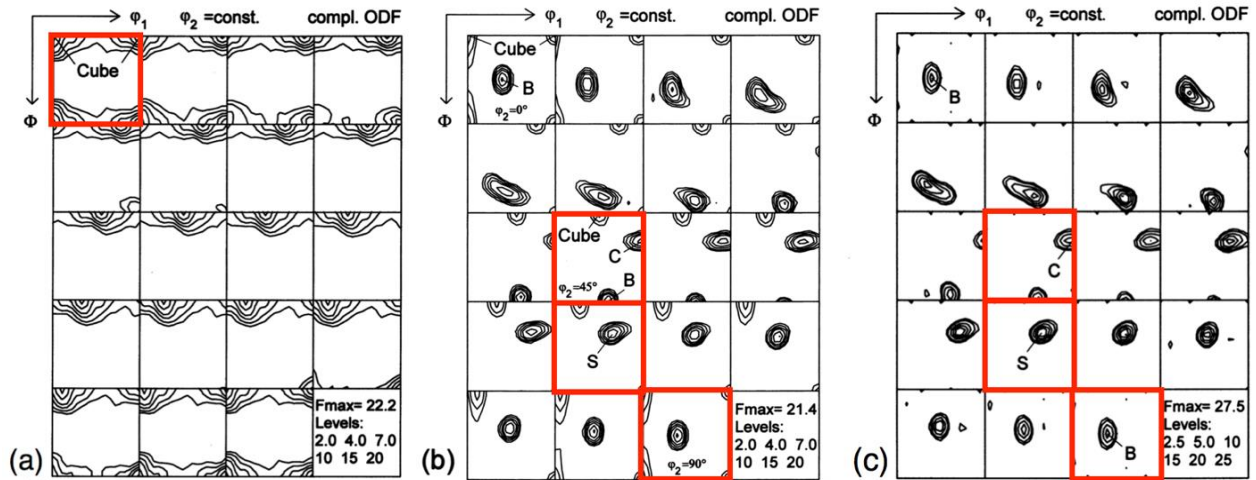 φ1 φ2 =const. compl. ODF
Φ
Cube
Fmax= 22.2
Levels:
2.0 4.0 7.0
10 15 20
(a)
φ1 φ2 =const. compl. ODF
Φ
Cube
B
φ2=0°
Cube
C
φ2=45°
B
S
Fmax= 21.4
Levels:
2.0 4.0 7.0
10 15 20
φ2=90°
(b)
φ1 φ2 =const. compl. ODF
Φ
B
C
S
B
Fmax= 27.5
Levels:
2.5 5.0 10
15 20 25
(c)